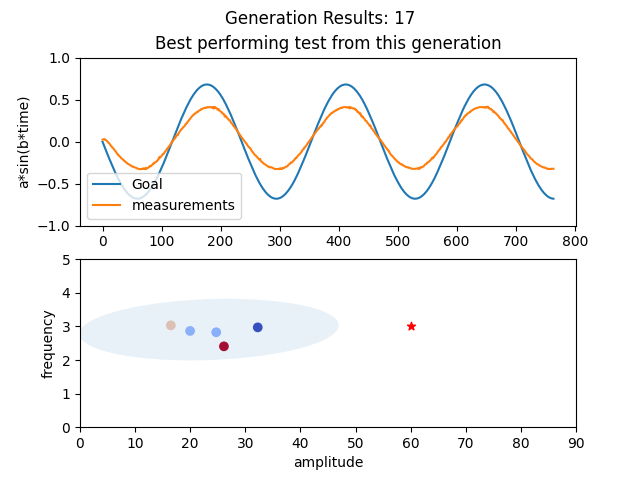 Generation Results: 17
Best performing test from this generation
1.0
0.5
0.0
−0.5
−1.0
a*sin(b*time)
Goal
measurements
0 100 200 300 400 500 600 700 800
5
4
3
2
1
0
frequency
0 10 20 30 40 50 60 70 80 90
amplitude